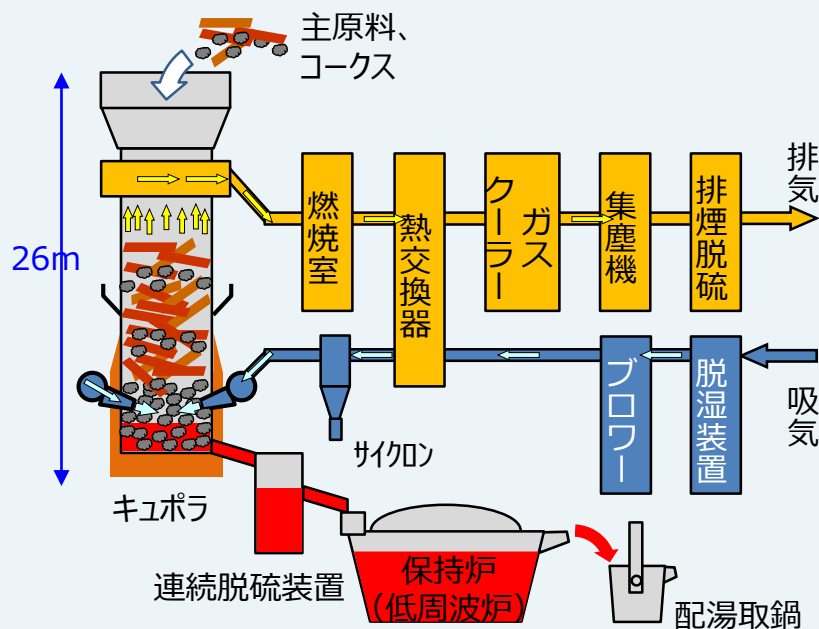 主原料、
コークス
26m
燃焼室
熱交換器
ガス
クーラー
集塵機
排煙脱硫
排気
ブロワー
脱湿装置
吸気
サイクロン
キュポラ
連続脱硫装置
保持炉
(低周波炉)
配湯取鍋